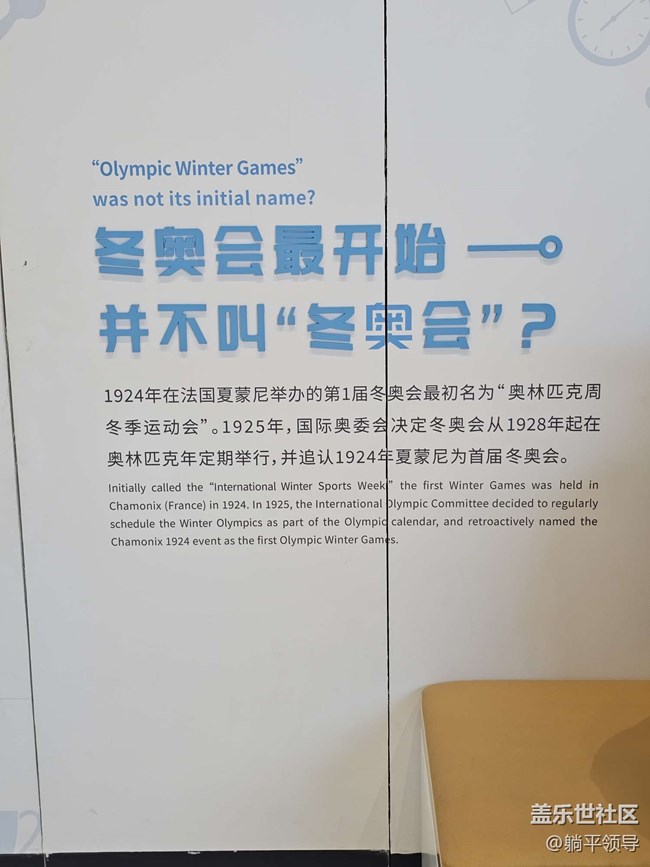 “Olympic Winter Games”
was not its initial name?
冬奥会最开始
并不叫“冬奥会”?
1924年在法国夏蒙尼举办的第1届冬奥会最初名为“奥林匹克周
冬季运动会”。1925年，国际奥委会决定冬奥会从1928年起在
奥林匹克年定期举行，并追认1924年夏蒙尼为首届冬奥会。
Initially called the “International Winter Sports Week,” the first Winter Games was held in
Chamonix (France) in 1924. In 1925, the International Olympic Committee decided to regularly
schedule the Winter Olympics as part of the Olympic calendar, and retroactively named the
Chamonix 1924 event as the first Olympic Winter Games.
盖乐世社区
@躺平领导